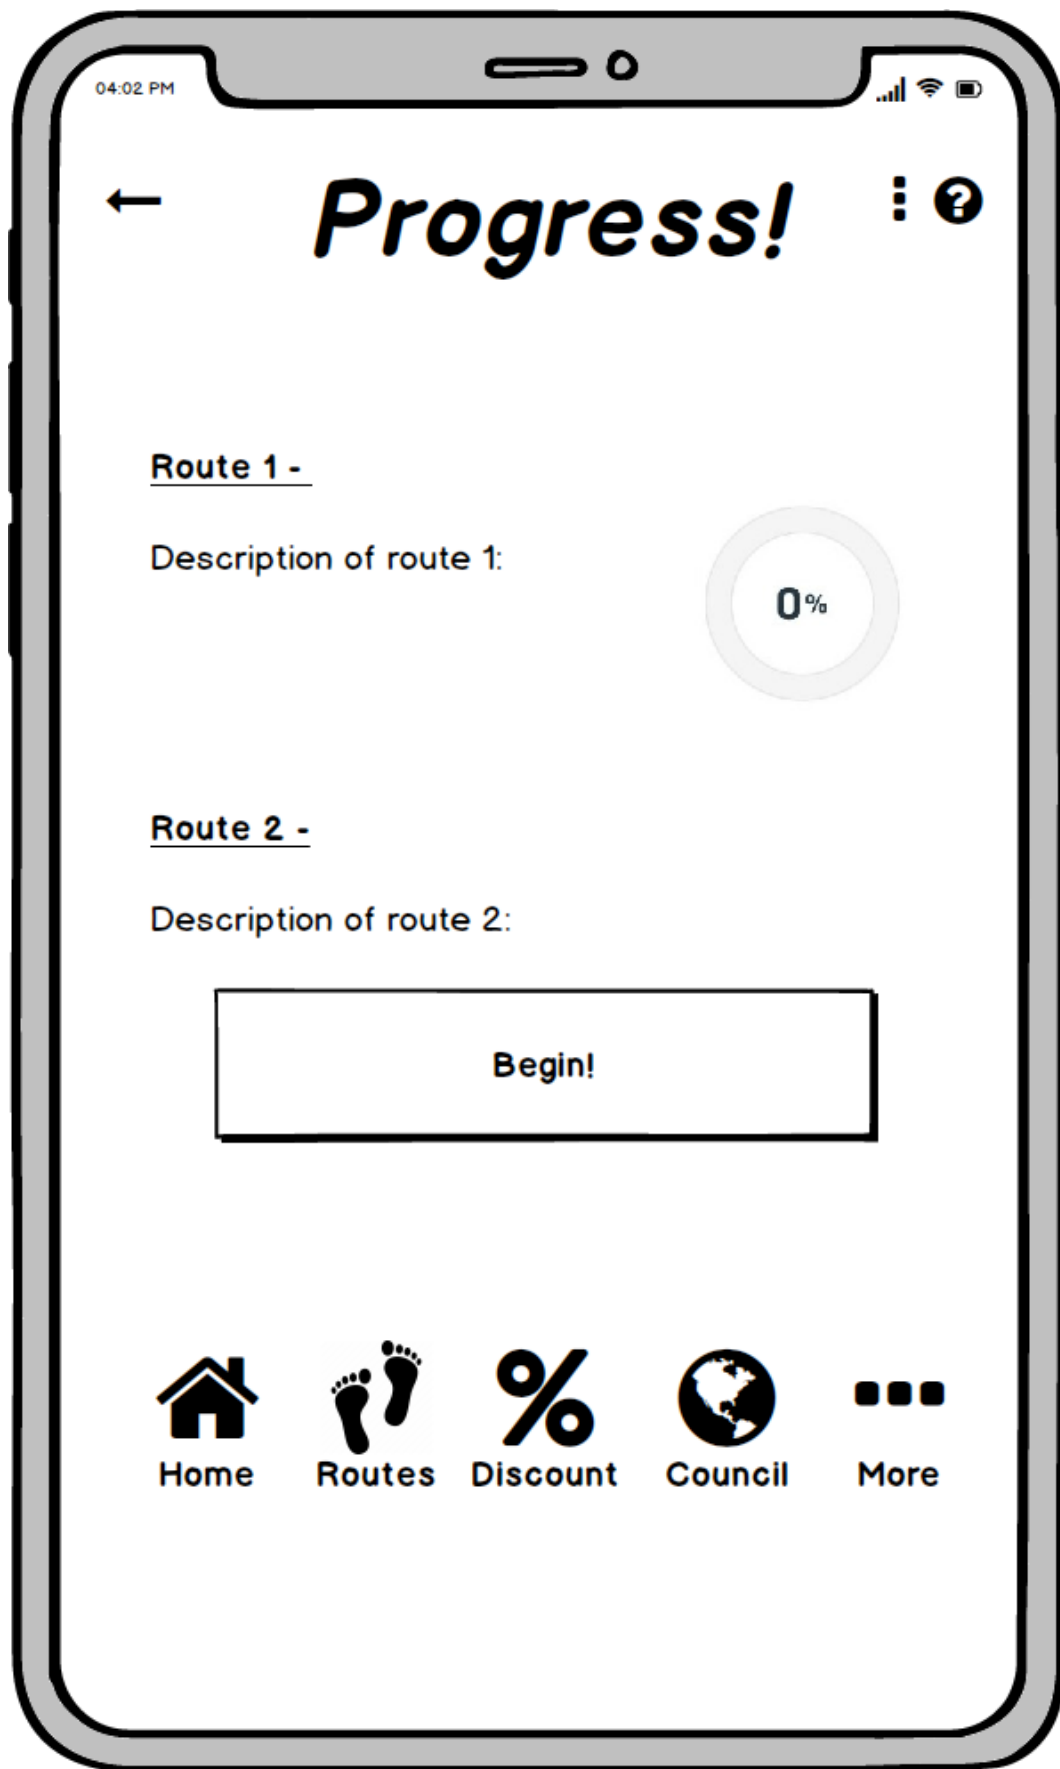 04:02 PM
Progress!
Route 1 -
Description of route 1:
0%
Route 2 -
Description of route 2:
Begin!
Home Routes Discount Council More